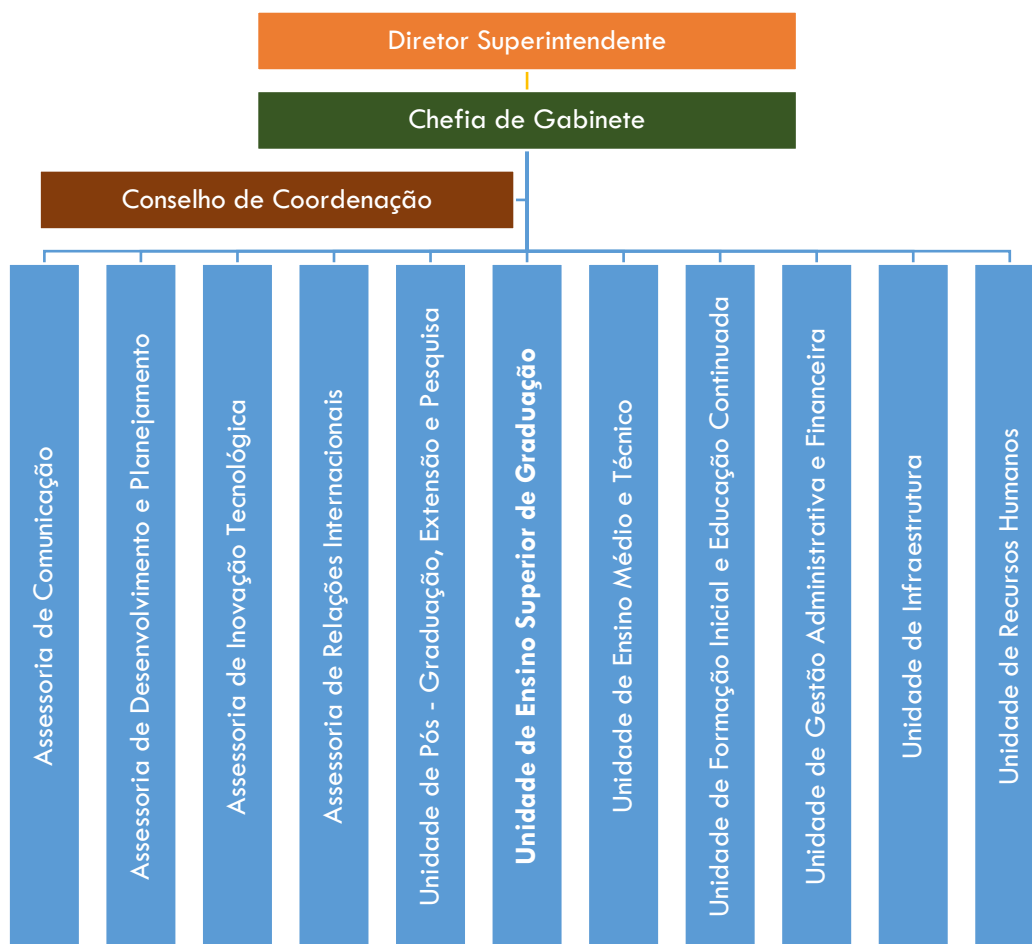 Diretor Superintendente
Chefia de Gabinete
Conselho de Coordenação
Assessoria de Comunicação
Assessoria de Desenvolvimento e Planejamento
Assessoria de Inovação Tecnológica
Assessoria de Relações Internacionais
Unidade de Pós - Graduação, Extensão e Pesquisa
Unidade de Ensino Superior de Graduação
Unidade de Ensino Médio e Técnico
Unidade de Formação Inicial e Educação Continuada
Unidade de Gestão Administrativa e Financeira
Unidade de Infraestrutura
Unidade de Recursos Humanos